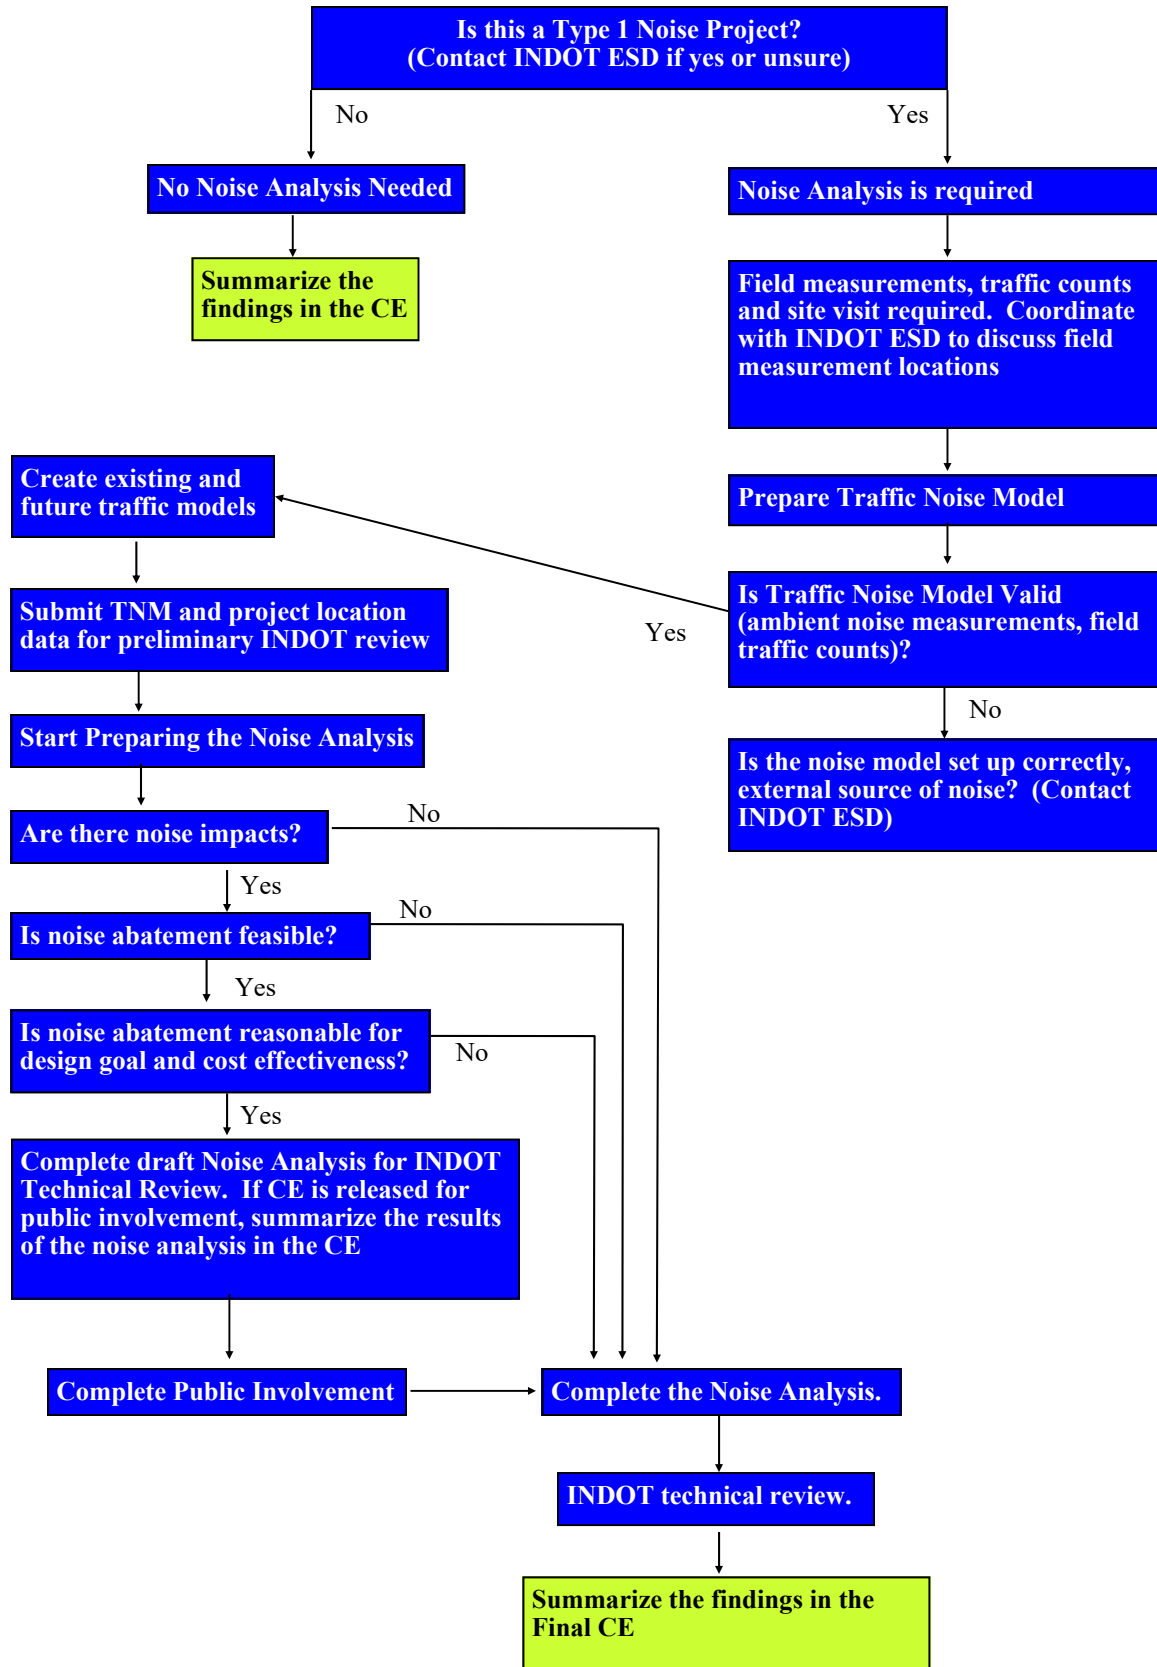 Is this a Type 1 Noise Project?
(Contact INDOT ESD if yes or unsure)
No
Yes
No Noise Analysis Needed
Noise Analysis is required
Summarize the
findings in the CE
Field measurements, traffic counts
and site visit required.  Coordinate
with INDOT ESD to discuss field
measurement locations
Prepare Traffic Noise Model
Is Traffic Noise Model Valid
(ambient noise measurements, field
traffic counts)?
Yes
No
Is the noise model set up correctly,
external source of noise?  (Contact
INDOT ESD)
Create existing and
future traffic models
Submit TNM and project location
data for preliminary INDOT review
Start Preparing the Noise Analysis
Are there noise impacts?
No
Yes
Is noise abatement feasible?
No
Yes
Is noise abatement reasonable for
design goal and cost effectiveness?
No
Yes
Complete draft Noise Analysis for INDOT
Technical Review.  If CE is released for
public involvement, summarize the results
of the noise analysis in the CE
Complete Public Involvement
Complete the Noise Analysis.
INDOT technical review.
Summarize the findings in the
Final CE